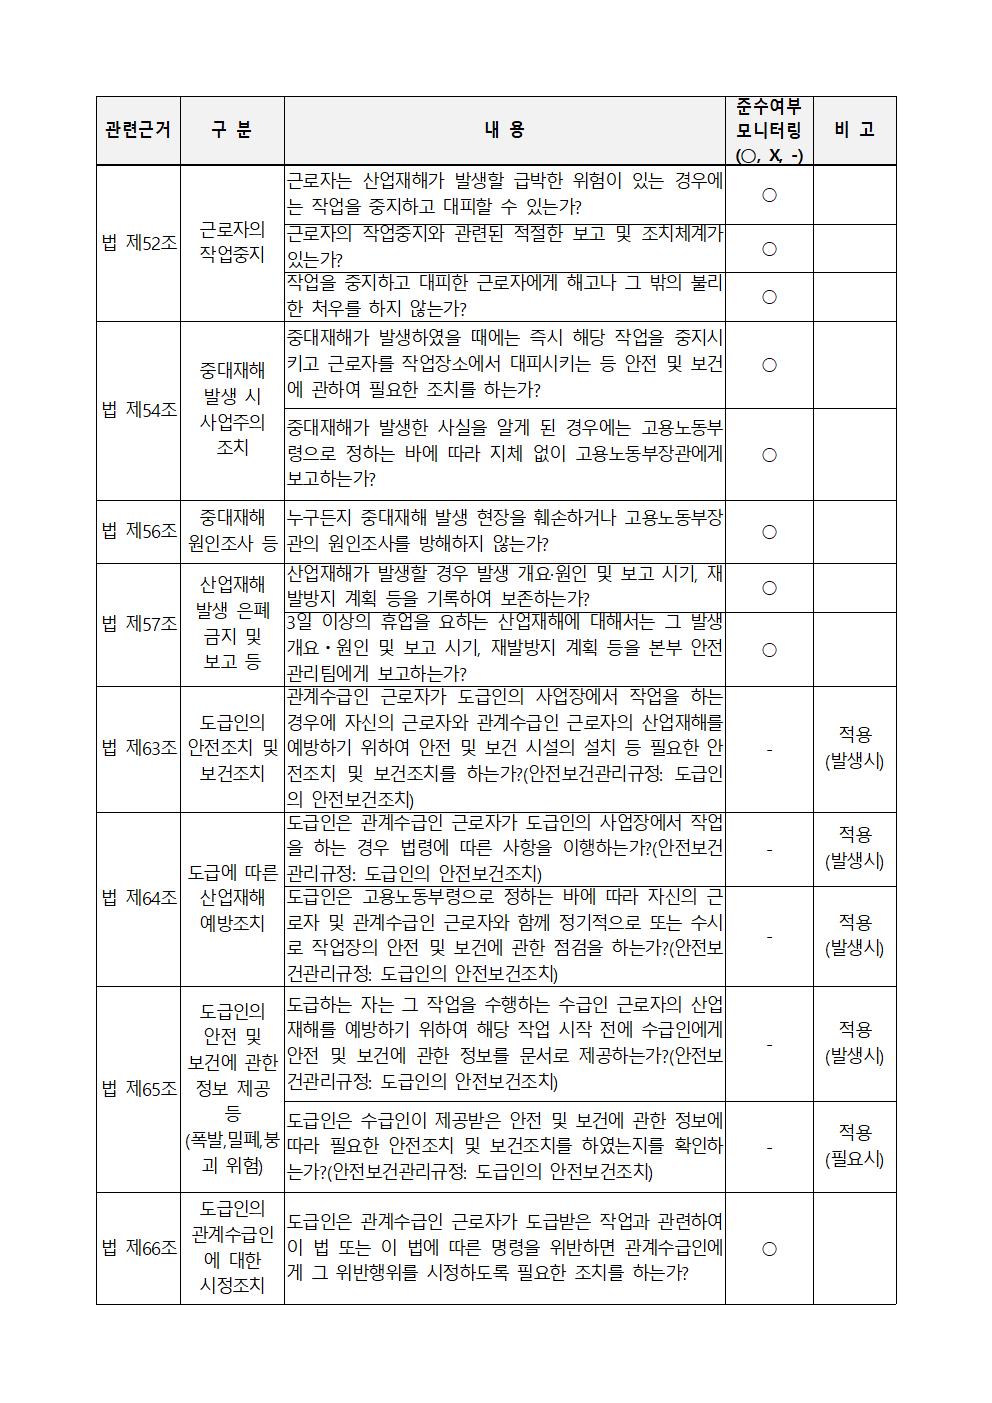 관련근거 구 분 내 용 준수여부 모니터링 (○, X, -) 비 고
법 제52조
근로자의
작업중지
근로자는 산업재해가 발생할 급박한 위험이 있는 경우에
는 작업을 중지하고 대피할 수 있는가?
○
근로자의 작업중지와 관련된 적절한 보고 및 조치체계가
있는가?
○
작업을 중지하고 대피한 근로자에게 해고나 그 밖의 불리
한 처우를 하지 않는가?
○
법 제54조
중대재해
발생 시
사업주의
조치
중대재해가 발생하였을 때에는 즉시 해당 작업을 중지시
키고 근로자를 작업장소에서 대피시키는 등 안전 및 보건
에 관하여 필요한 조치를 하는가?
○
중대재해가 발생한 사실을 알게 된 경우에는 고용노동부
령으로 정하는 바에 따라 지체 없이 고용노동부장관에게
보고하는가?
○
법 제56조
중대재해
원인조사 등
누구든지 중대재해 발생 현장을 훼손하거나 고용노동부장
관의 원인조사를 방해하지 않는가?
○
법 제57조
산업재해
발생 은폐
금지 및
보고 등
산업재해가 발생할 경우 발생 개요·원인 및 보고 시기, 재
발방지 계획 등을 기록하여 보존하는가?
○
3일 이상의 휴업을 요하는 산업재해에 대해서는 그 발생
개요・원인 및 보고 시기, 재발방지 계획 등을 본부 안전
관리팀에게 보고하는가?
○
법 제63조
도급인의
안전조치 및
보건조치
관계수급인 근로자가 도급인의 사업장에서 작업을 하는
경우에 자신의 근로자와 관계수급인 근로자의 산업재해를
예방하기 위하여 안전 및 보건 시설의 설치 등 필요한 안
전조치 및 보건조치를 하는가?(안전보건관리규정: 도급인
의 안전보건조치)
-
적용
(발생시)
법 제64조
도급에 따른
산업재해
예방조치
도급인은 관계수급인 근로자가 도급인의 사업장에서 작업
을 하는 경우 법령에 따른 사항을 이행하는가?(안전보건
관리규정: 도급인의 안전보건조치)
-
적용
(발생시)
도급인은 고용노동부령으로 정하는 바에 따라 자신의 근
로자 및 관계수급인 근로자와 함께 정기적으로 또는 수시
로 작업장의 안전 및 보건에 관한 점검을 하는가?(안전보
건관리규정: 도급인의 안전보건조치)
-
적용
(발생시)
법 제65조
도급인의
안전 및
보건에 관한
정보 제공
등
(폭발,밀폐,붕
괴 위험)
도급하는 자는 그 작업을 수행하는 수급인 근로자의 산업
재해를 예방하기 위하여 해당 작업 시작 전에 수급인에게
안전 및 보건에 관한 정보를 문서로 제공하는가?(안전보
건관리규정: 도급인의 안전보건조치)
-
적용
(발생시)
도급인은 수급인이 제공받은 안전 및 보건에 관한 정보에
따라 필요한 안전조치 및 보건조치를 하였는지를 확인하
는가?(안전보건관리규정: 도급인의 안전보건조치)
-
적용
(필요시)
법 제66조
도급인의
관계수급인
에 대한
시정조치
도급인은 관계수급인 근로자가 도급받은 작업과 관련하여
이 법 또는 이 법에 따른 명령을 위반하면 관계수급인에
게 그 위반행위를 시정하도록 필요한 조치를 하는가?
○